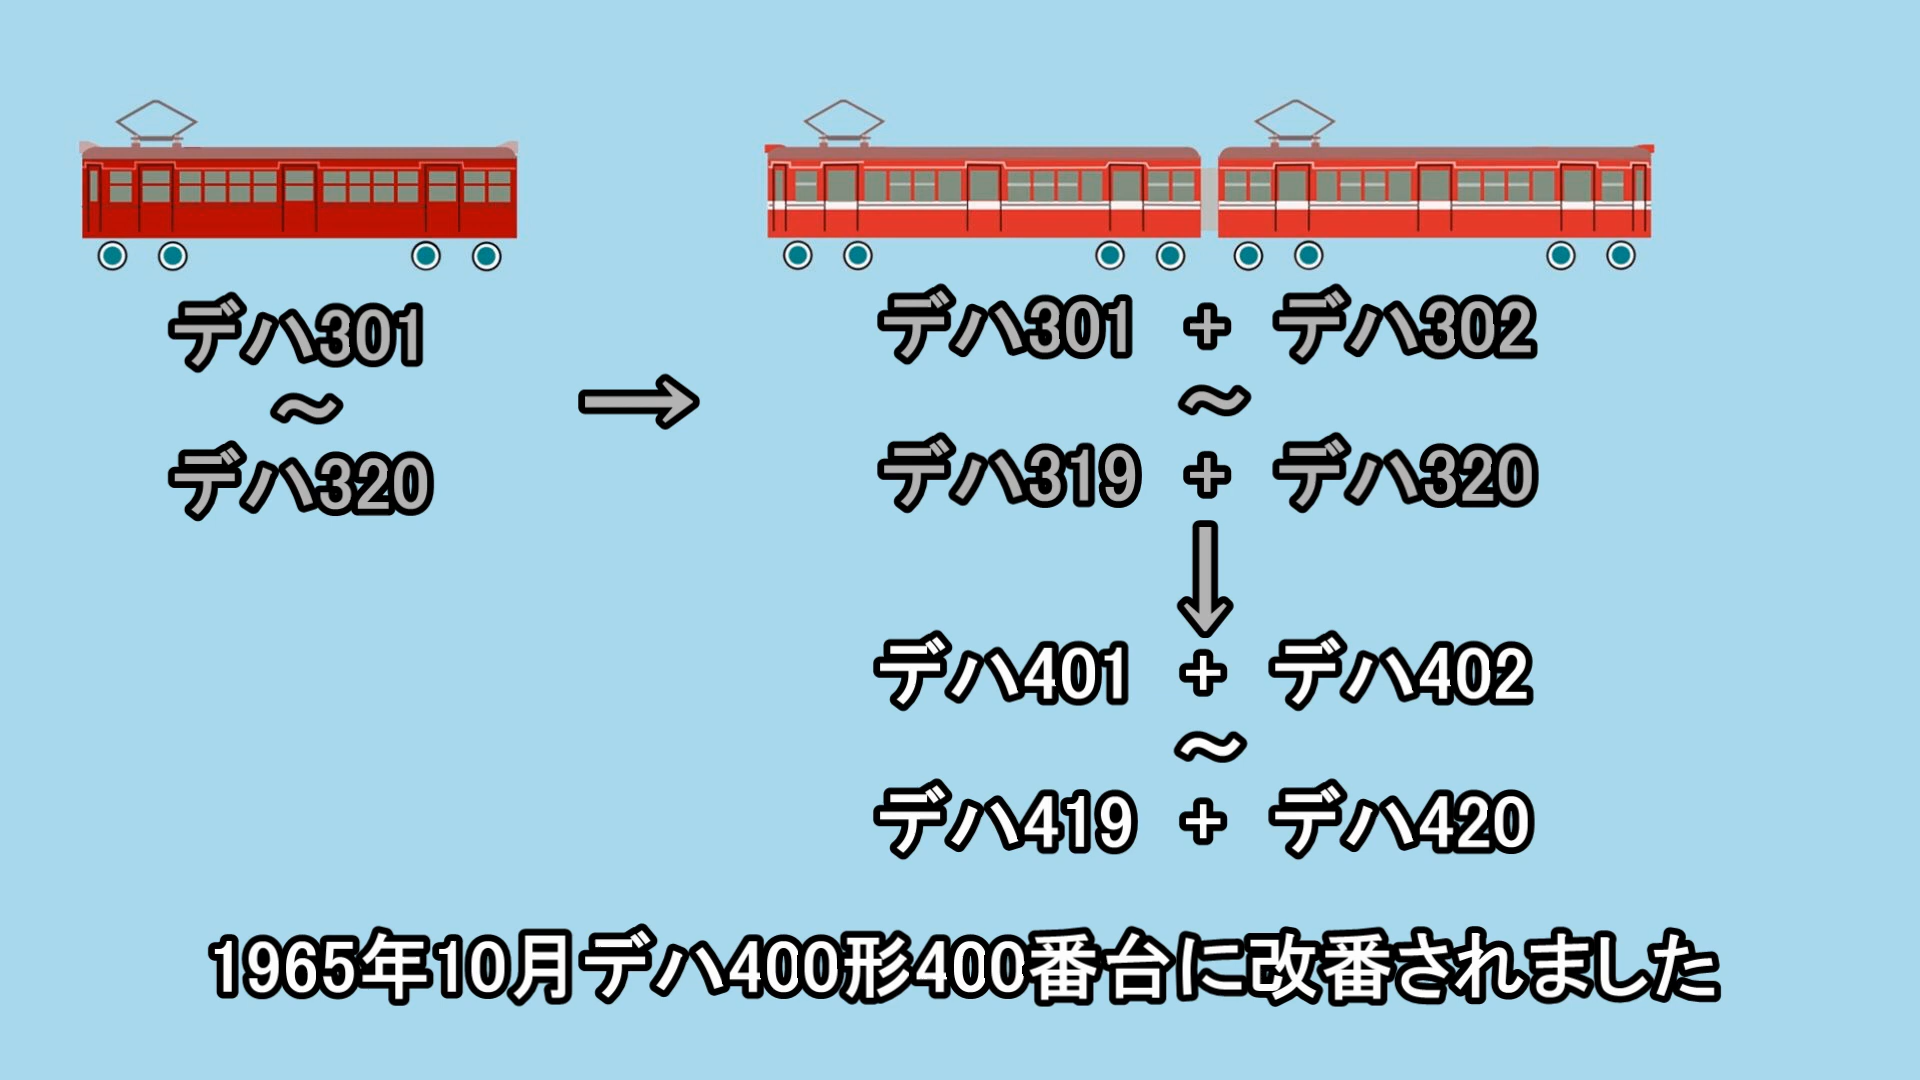 デハ301
～
デハ320
→
デハ301 + デハ302
～
デハ319 + デハ320
↓
デハ401 + デハ402
～
デハ419 + デハ420
1965年10月デハ400形400番台に改番されました